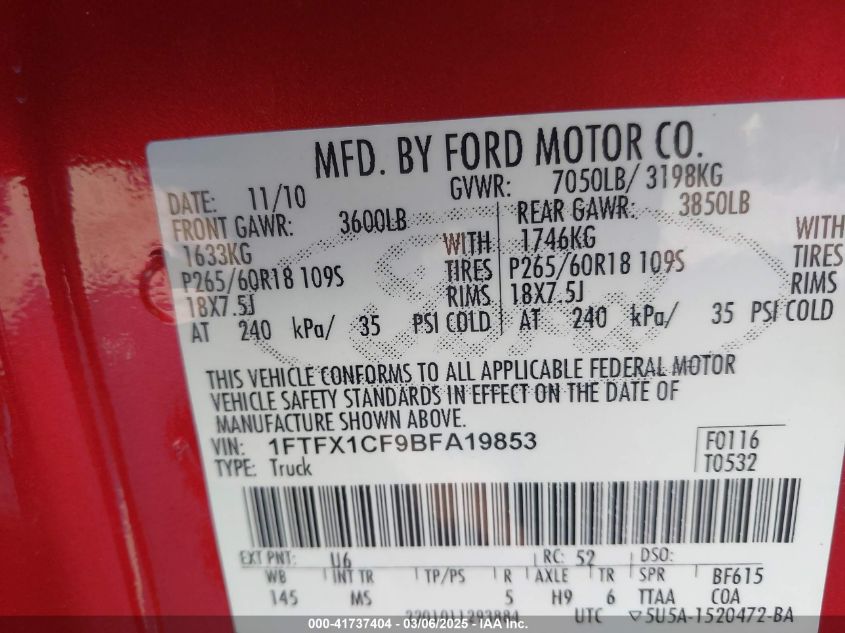 MFD. BY FORD MOTOR CO.
DATE: 11/10 GVWR: 7050LB/ 3198KG
FRONT GAWR: 3600LB REAR GAWR: 3850LB
1633KG WITH 1746KG WITH
P265/60R18 109S TIRES P265/60R18 109S TIRES
18X7.5J RIMS 18X7.5J RIMS
AT 240 kPa/ 35 PSI COLD AT 240 kPa/ 35 PSI COLD
THIS VEHICLE CONFORMS TO ALL APPLICABLE FEDERAL MOTOR
VEHICLE SAFETY STANDARDS IN EFFECT ON THE DATE OF
MANUFACTURE SHOWN ABOVE.
VIN: 1FTFX1CF9BFA19853 F0116
TYPE: Truck T0532
EXT PNT: U6 RC: 52 DSO:
WB INT TR TP/PS R AXLE TR SPR BF615
145 MS 5 H9 6 TTAA COA
UTC ▽5U5A-1520472-BA
000-41737404 - 03/06/2025 - IAAI.com